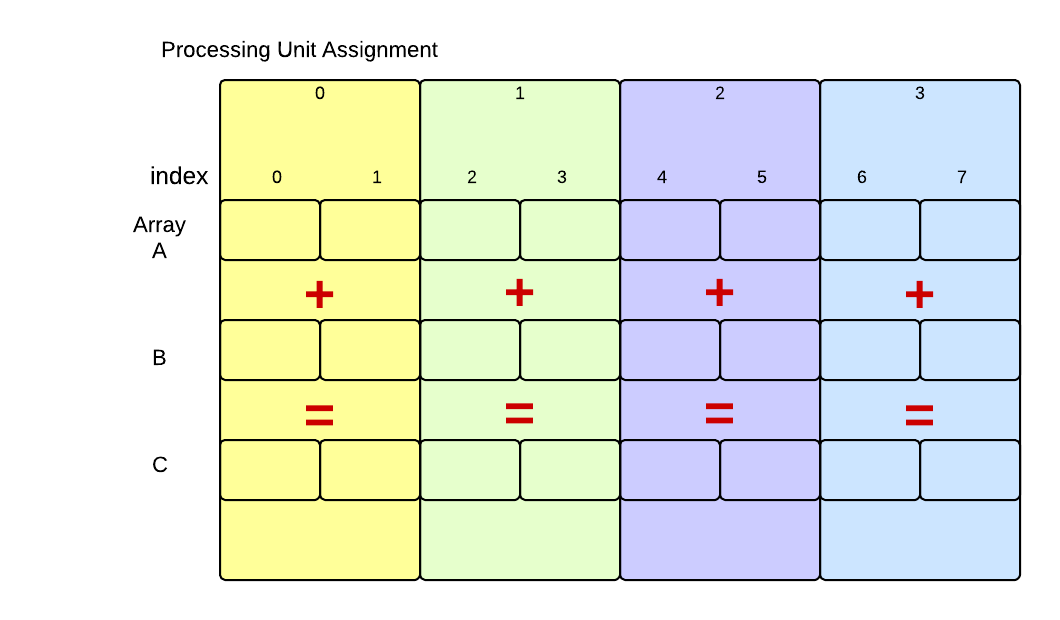 Processing Unit Assignment
0 1 2 3
index 0 1 2 3 4 5 6 7
Array
A
+ + + +
B
= = = =
C